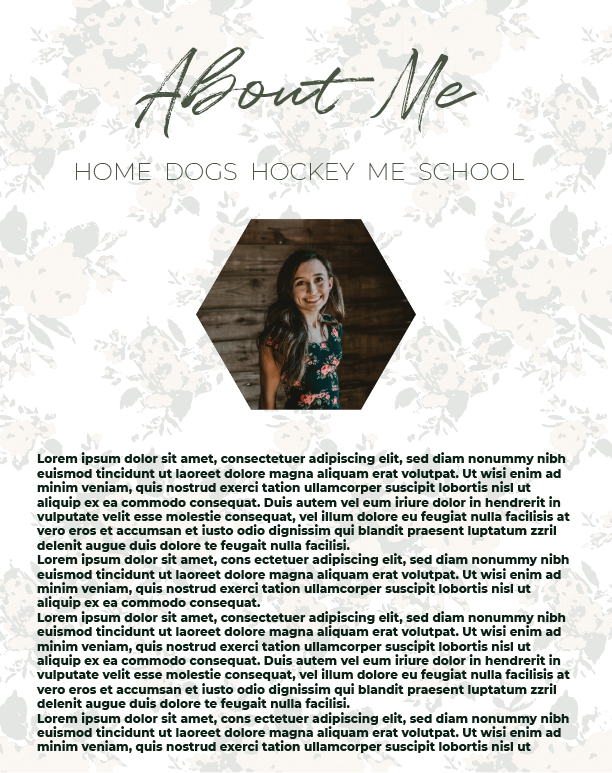 About Me
HOME DOGS HOCKEY ME SCHOOL
Lorem ipsum dolor sit amet, consectetuer adipiscing elit, sed diam nonummy nibh
euismod tincidunt ut laoreet dolore magna aliquam erat volutpat. Ut wisi enim ad
minim veniam, quis nostrud exerci tation ullamcorper suscipit lobortis nisl ut
aliquip ex ea commodo consequat. Duis autem vel eum iriure dolor in hendrerit in
vulputate velit esse molestie consequat, vel illum dolore eu feugiat nulla facilisis at
vero eros et accumsan et iusto odio dignissim qui blandit praesent luptatum zzril
delenit augue duis dolore te feugait nulla facilisi.
Lorem ipsum dolor sit amet, cons ectetuer adipiscing elit, sed diam nonummy nibh
euismod tincidunt ut laoreet dolore magna aliquam erat volutpat. Ut wisi enim ad
minim veniam, quis nostrud exerci tation ullamcorper suscipit lobortis nisl ut
aliquip ex ea commodo consequat.
Lorem ipsum dolor sit amet, consectetuer adipiscing elit, sed diam nonummy nibh
euismod tincidunt ut laoreet dolore magna aliquam erat volutpat. Ut wisi enim ad
minim veniam, quis nostrud exerci tation ullamcorper suscipit lobortis nisl ut
aliquip ex ea commodo consequat. Duis autem vel eum iriure dolor in hendrerit in
vulputate velit esse molestie consequat, vel illum dolore eu feugiat nulla facilisis at
vero eros et accumsan et iusto odio dignissim qui blandit praesent luptatum zzril
delenit augue duis dolore te feugait nulla facilisi.
Lorem ipsum dolor sit amet, cons ectetuer adipiscing elit, sed diam nonummy nibh
euismod tincidunt ut laoreet dolore magna aliquam erat volutpat. Ut wisi enim ad
minim veniam, quis nostrud exerci tation ullamcorper suscipit lobortis nisl ut